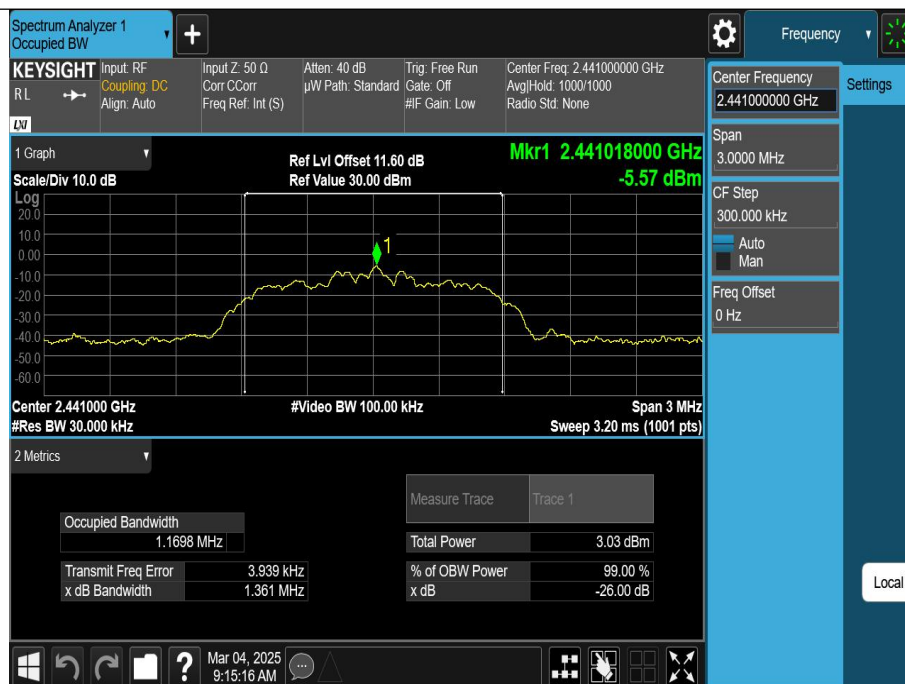 Spectrum Analyzer 1
Occupied BW
Frequency
KEYSIGHT
RL
LXI
Input: RF
Coupling: DC
Align: Auto
Input Z: 50 Ω
Corr CCorr
Freq Ref: Int (S)
Atten: 40 dB
µW Path: Standard
Trig: Free Run
Gate: Off
#IF Gain: Low
Center Freq: 2.441000000 GHz
Avg|Hold: 1000/1000
Radio Std: None
1 Graph
Scale/Div 10.0 dB
Ref Lvl Offset 11.60 dB
Ref Value 30.00 dBm
Mkr1 2.441018000 GHz
-5.57 dBm
Log
20.0
10.0
0.00
-10.0
-20.0
-30.0
-40.0
-50.0
-60.0
1
Center 2.441000 GHz
#Res BW 30.000 kHz
#Video BW 100.00 kHz
Span 3 MHz
Sweep 3.20 ms (1001 pts)
2 Metrics
Measure Trace Trace 1
Occupied Bandwidth
1.1698 MHz
Total Power 3.03 dBm
Transmit Freq Error 3.939 kHz
% of OBW Power 99.00 %
x dB Bandwidth 1.361 MHz
x dB -26.00 dB
Center Frequency
2.441000000 GHz
Settings
Span
3.0000 MHz
CF Step
300.000 kHz
Auto
Man
Freq Offset
0 Hz
Local
?
Mar 04, 2025
9:15:16 AM